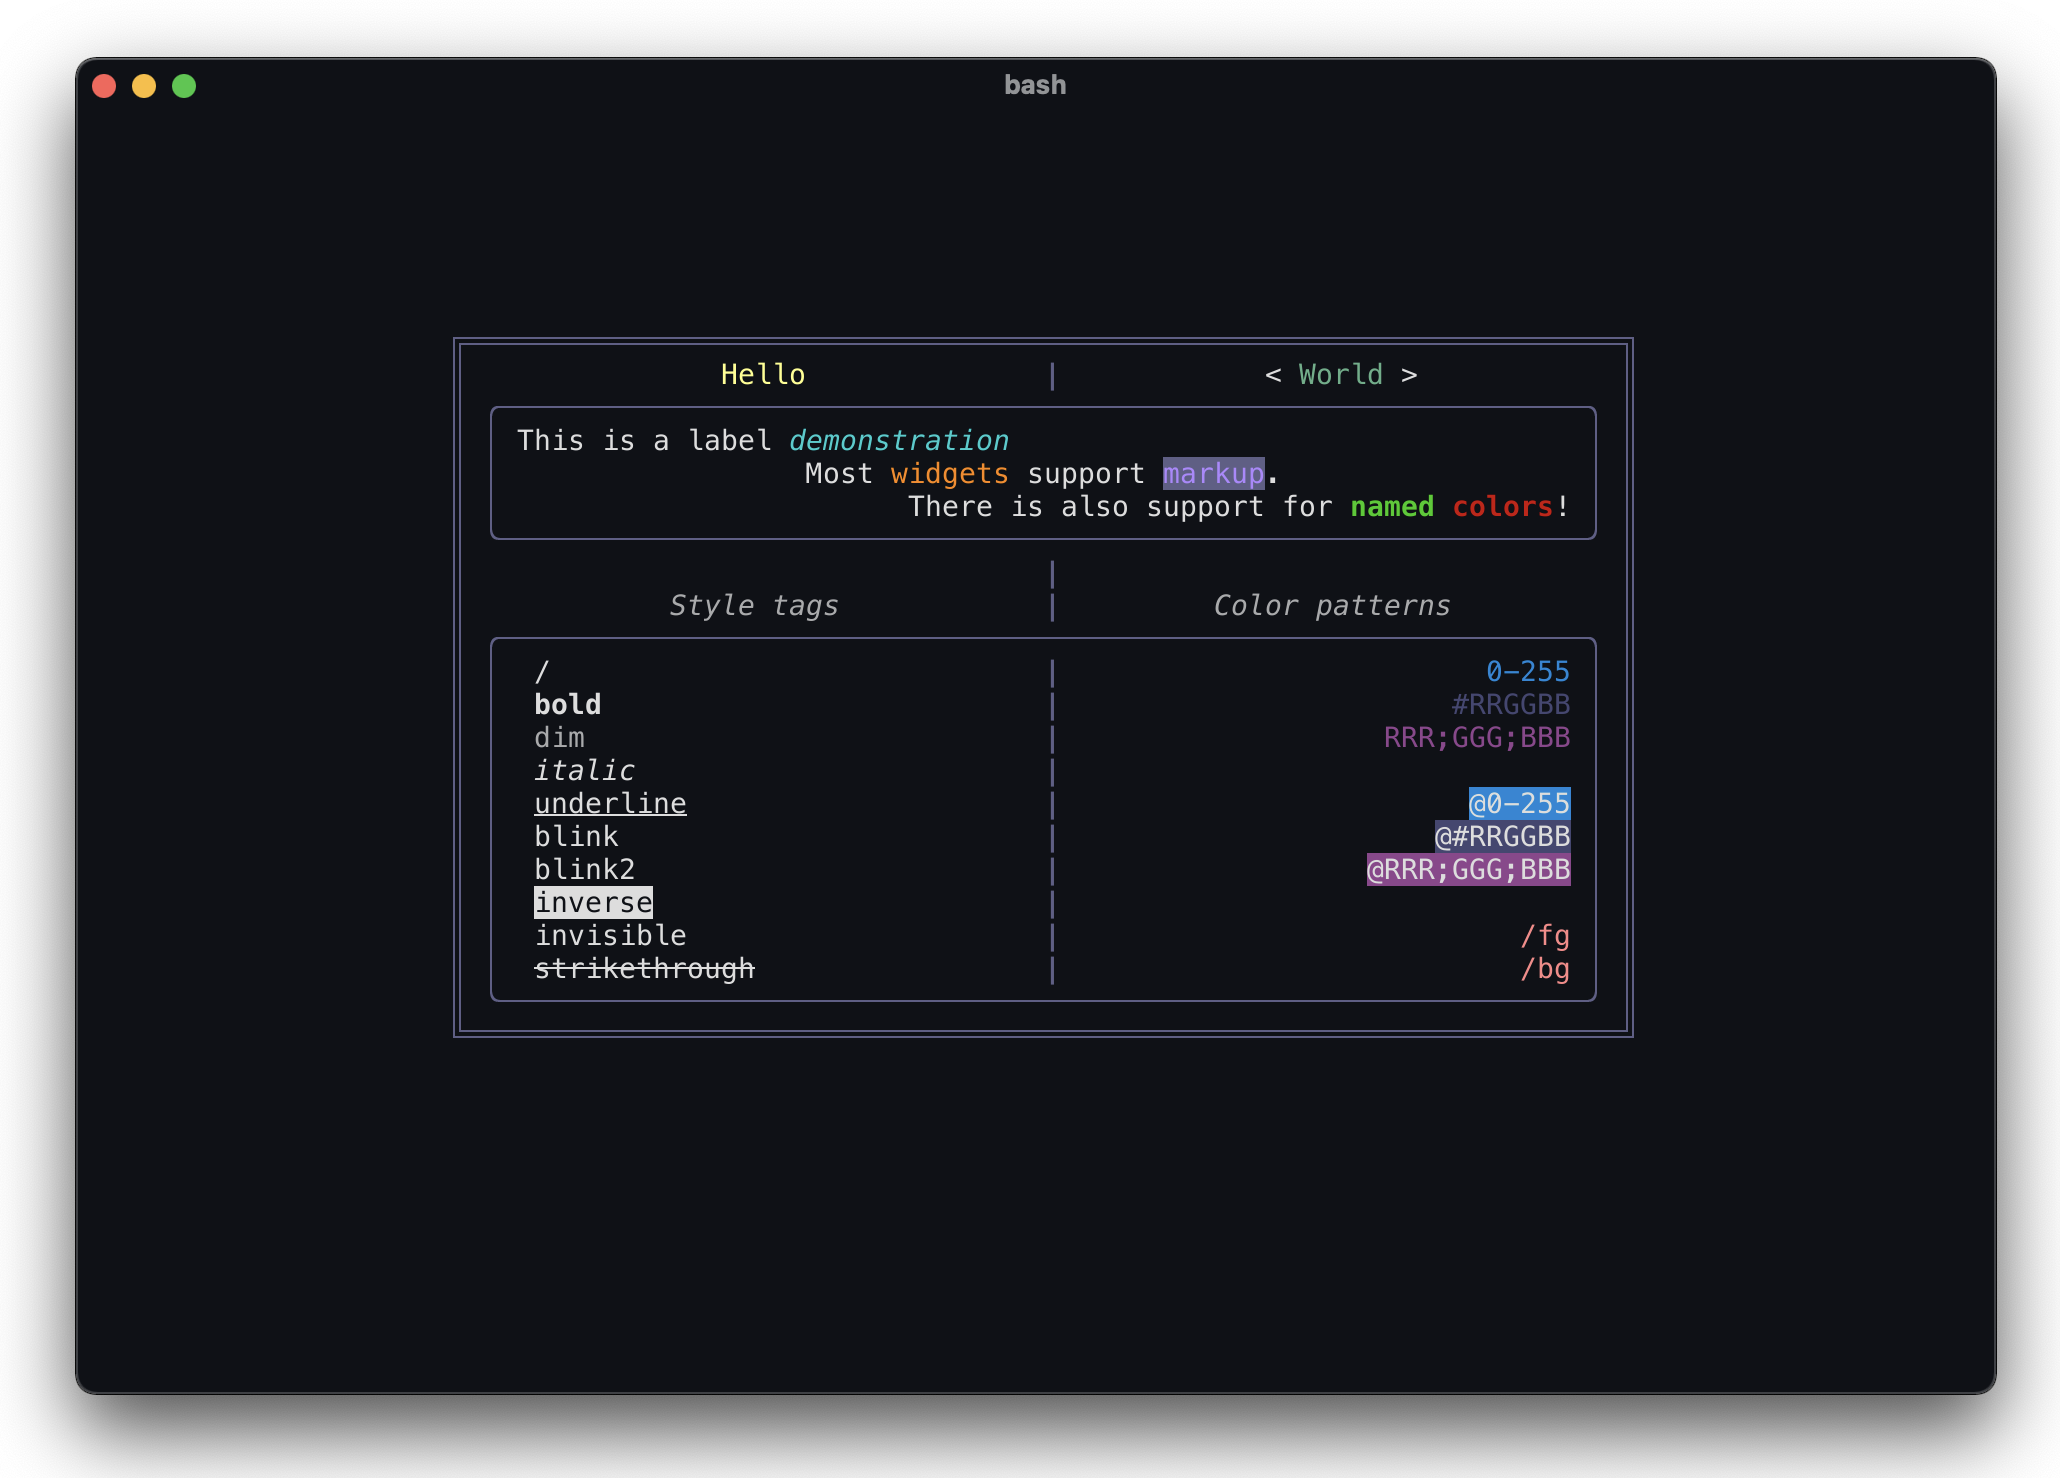 bash
Hello | < World >
This is a label demonstration
Most widgets support markup.
There is also support for named colors!
|
Style tags | Color patterns
/ | 0-255
bold | #RRGGBB
dim | RRR;GGG;BBB
italic |
underline | @0-255
blink | @#RRGGBB
blink2 | @RRR;GGG;BBB
inverse |
invisible | /fg
strikethrough | /bg